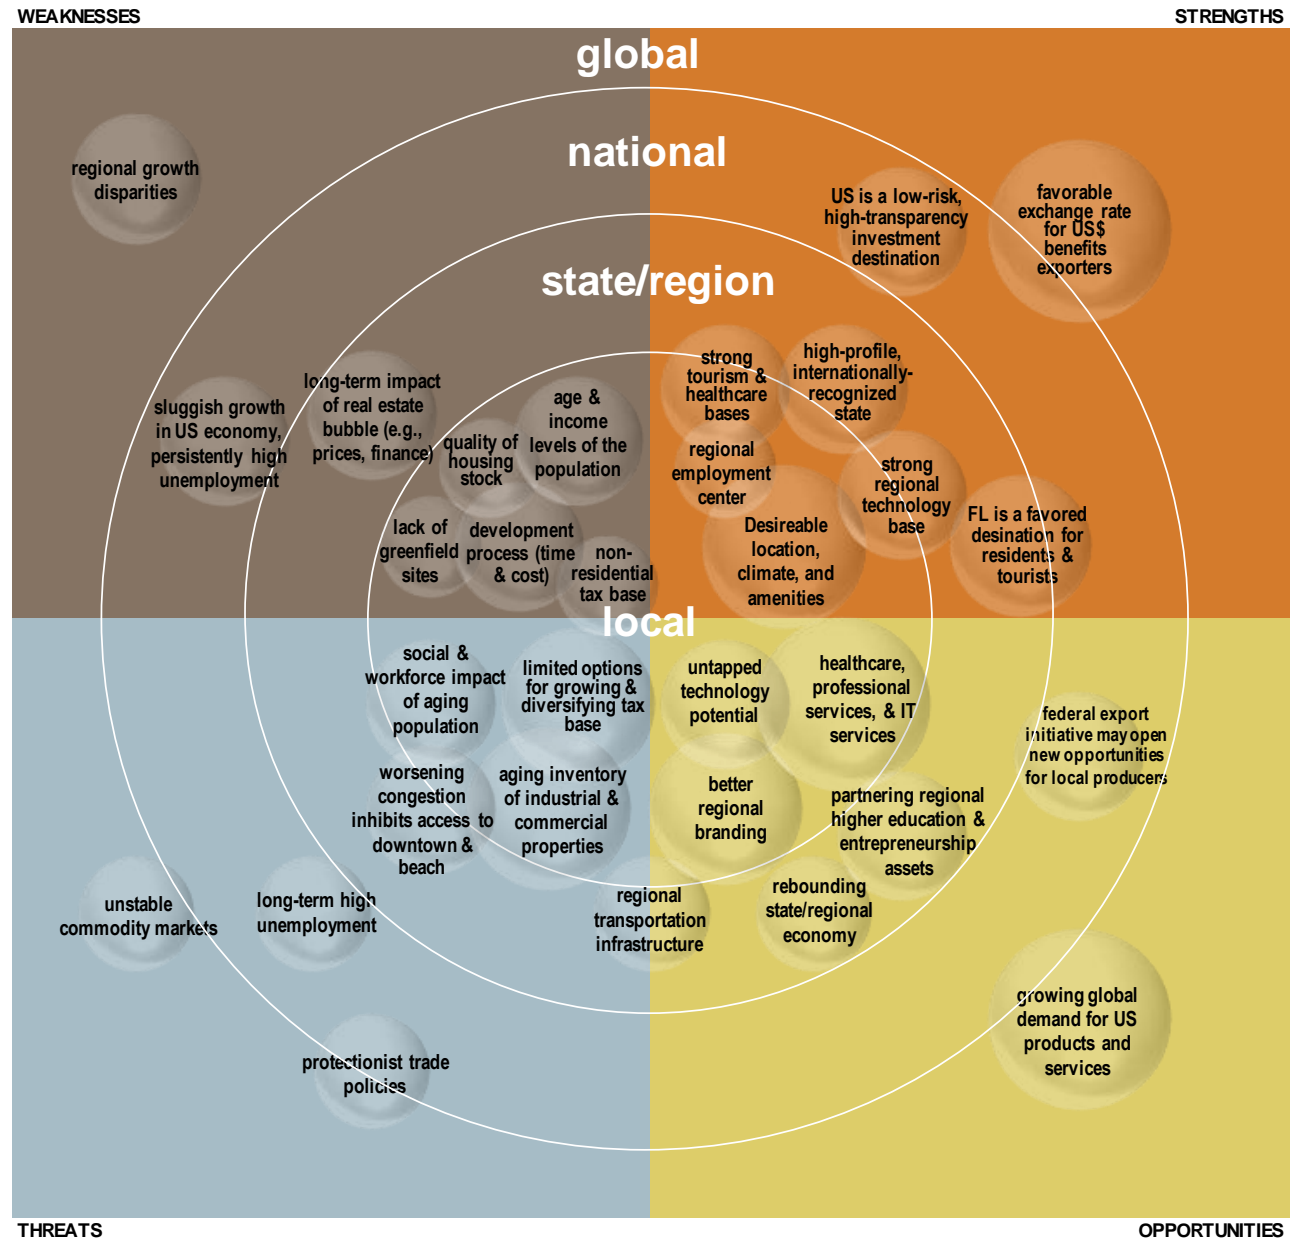 WEAKNESSES
STRENGTHS
global
national
state/region
local
regional growth
disparities
sluggish growth
in US economy,
persistently high
unemployment
long-term impact
of real estate
bubble (e.g.,
prices, finance)
quality of
housing
stock
age &
income
levels of the
population
lack of
greenfield
sites
development
process (time
& cost)
non-
residential
tax base
US is a low-risk,
high-transparency
investment
destination
favorable
exchange rate
for US$
benefits
exporters
strong
tourism &
healthcare
bases
high-profile,
internationally-
recognized
state
regional
employment
center
strong
regional
technology
base
Desireable
location,
climate, and
amenities
FL is a favored
desination for
residents &
tourists
social &
workforce impact
of aging
population
limited options
for growing &
diversifying tax
base
worsening
congestion
inhibits access to
downtown &
beach
aging inventory
of industrial &
commercial
properties
unstable
commodity markets
long-term high
unemployment
protectionist trade
policies
regional
transportation
infrastructure
untapped
technology
potential
healthcare,
professional
services, & IT
services
federal export
initiative may open
new opportunities
for local producers
better
regional
branding
partnering regional
higher education &
entrepreneurship
assets
rebounding
state/regional
economy
growing global
demand for US
products and
services
THREATS
OPPORTUNITIES